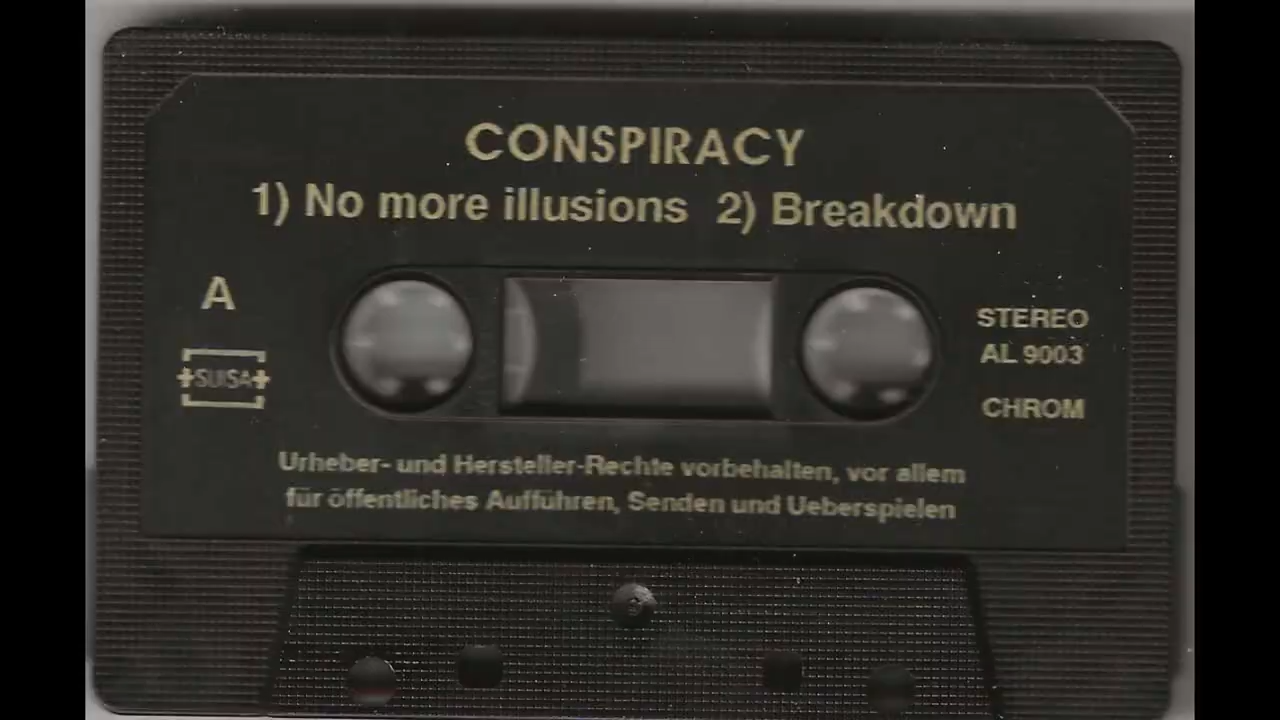 CONSPIRACY
1) No more illusions 2) Breakdown
A
+SUISA+
STEREO
AL 9003
CHROM
Urheber- und Hersteller-Rechte vorbehalten, vor allem
für öffentliches Aufführen, Senden und Ueberspielen